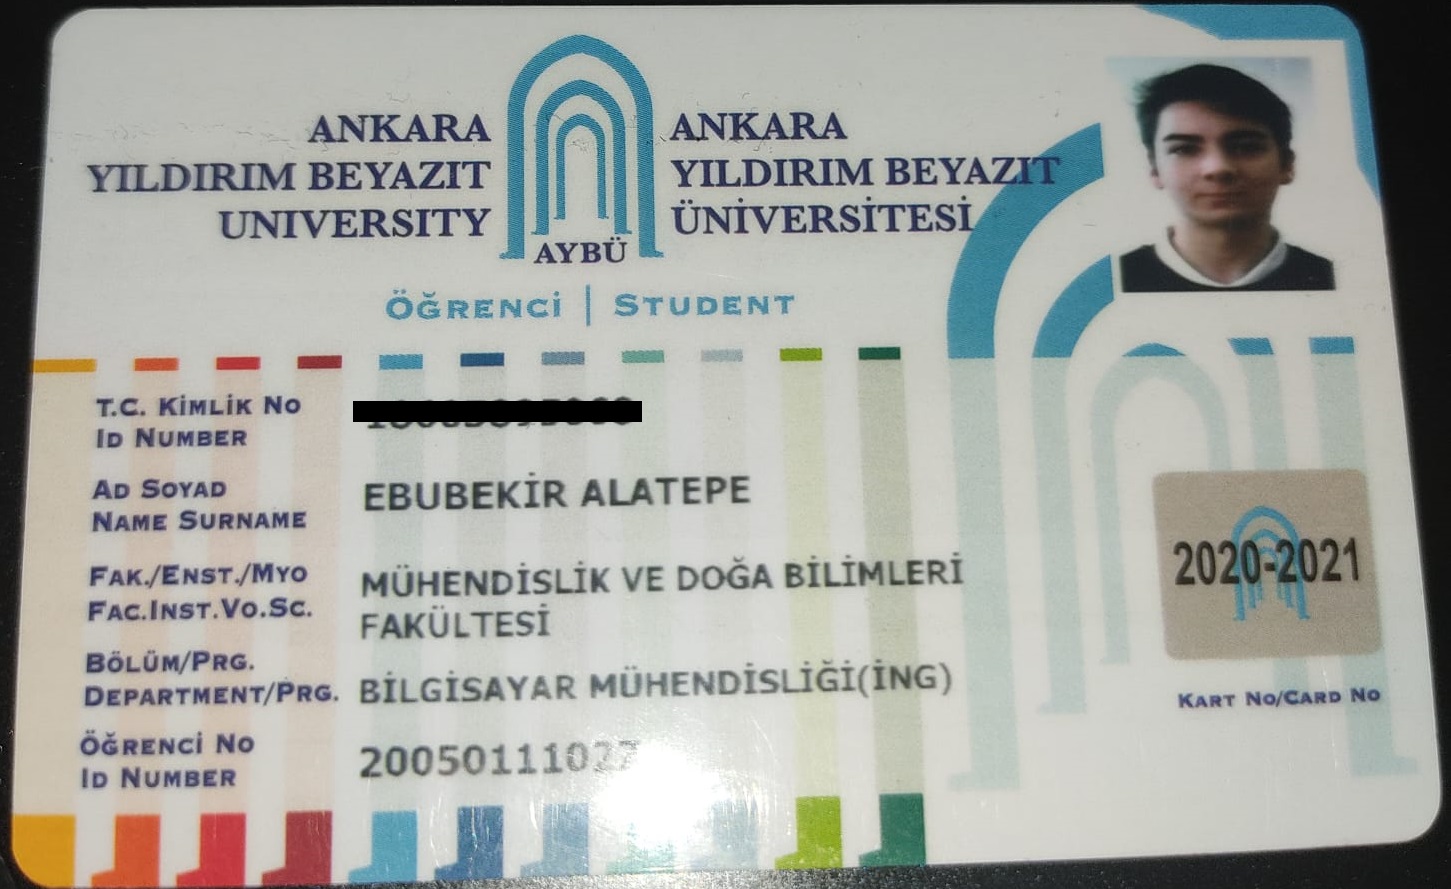 ANKARA
YILDIRIM BEYAZIT
UNIVERSITY
AYBÜ
ANKARA
YILDIRIM BEYAZIT
ÜNİVERSİTESİ
ÖĞRENCİ | STUDENT
T.C. KİMLİK NO
ID NUMBER
AD SOYAD
NAME SURNAME
EBUBEKİR ALATEPE
FAK./ENST./MYO
FAC.INST.VO.SC.
MÜHENDİSLİK VE DOĞA BİLİMLERİ
FAKÜLTESİ
BÖLÜM/PRG.
DEPARTMENT/PRG.
BİLGİSAYAR MÜHENDİSLİĞİ(İNG)
ÖĞRENCİ NO
ID NUMBER
20050111027
2020-2021
KART NO/CARD NO